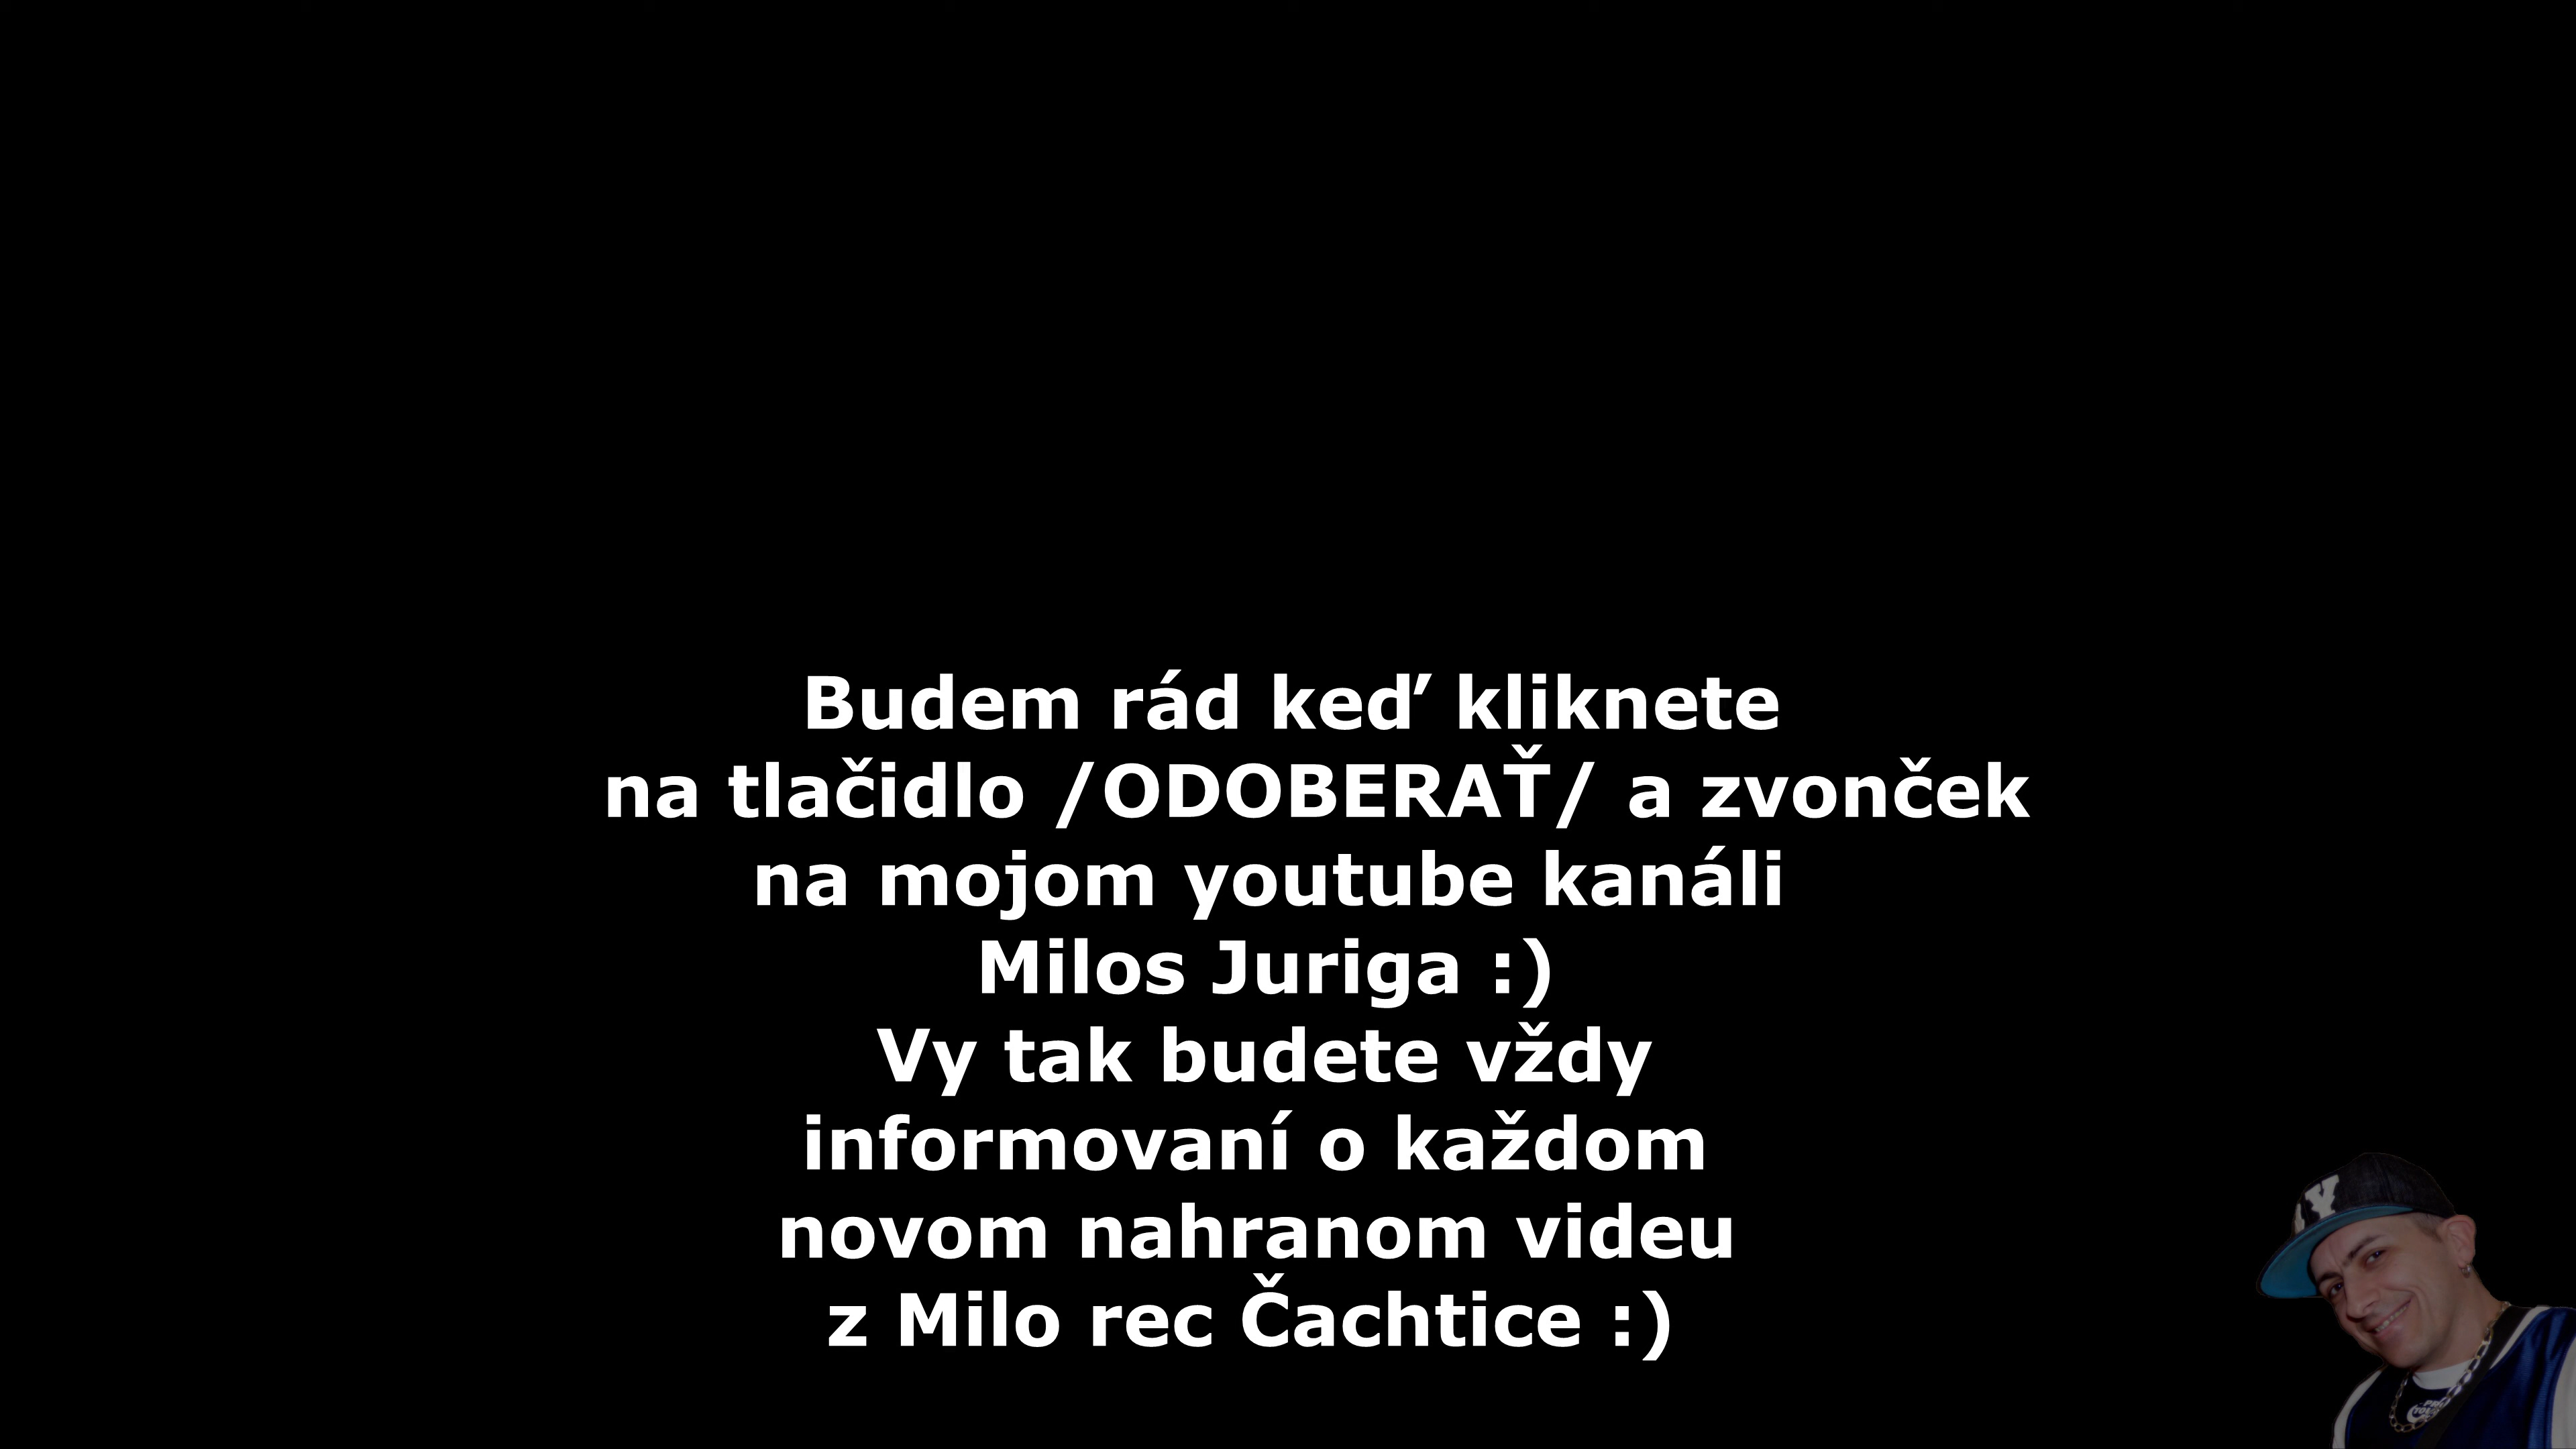 Budem rád keď kliknete
na tlačidlo /ODOBERAŤ/ a zvonček
na mojom youtube kanáli
Milos Juriga :)
Vy tak budete vždy
informovaní o každom
novom nahranom videu
z Milo rec Čachtice :)